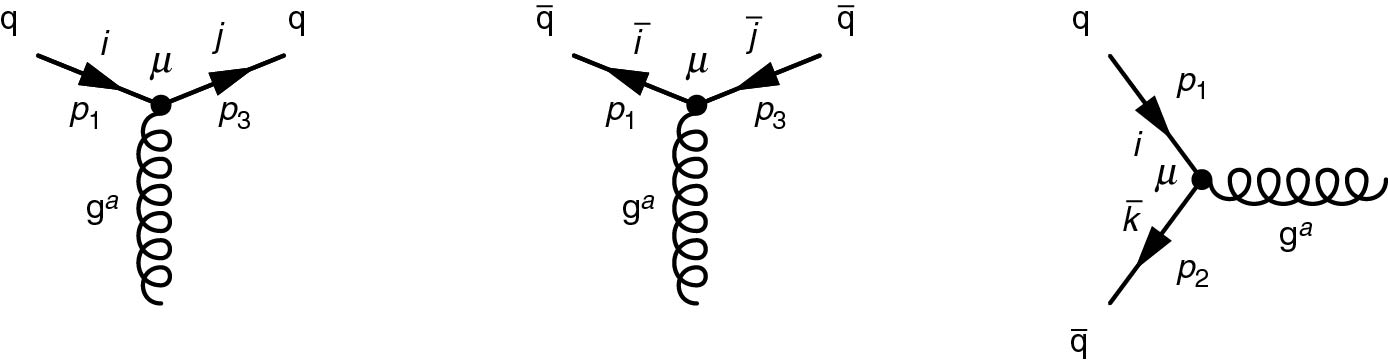 q i μ j q
p₁ p₃
gᵃ
q̄ ī μ j̄ q̄
p₁ p₃
gᵃ
q
p₁
i
μ
k̄
gᵃ
p₂
q̄